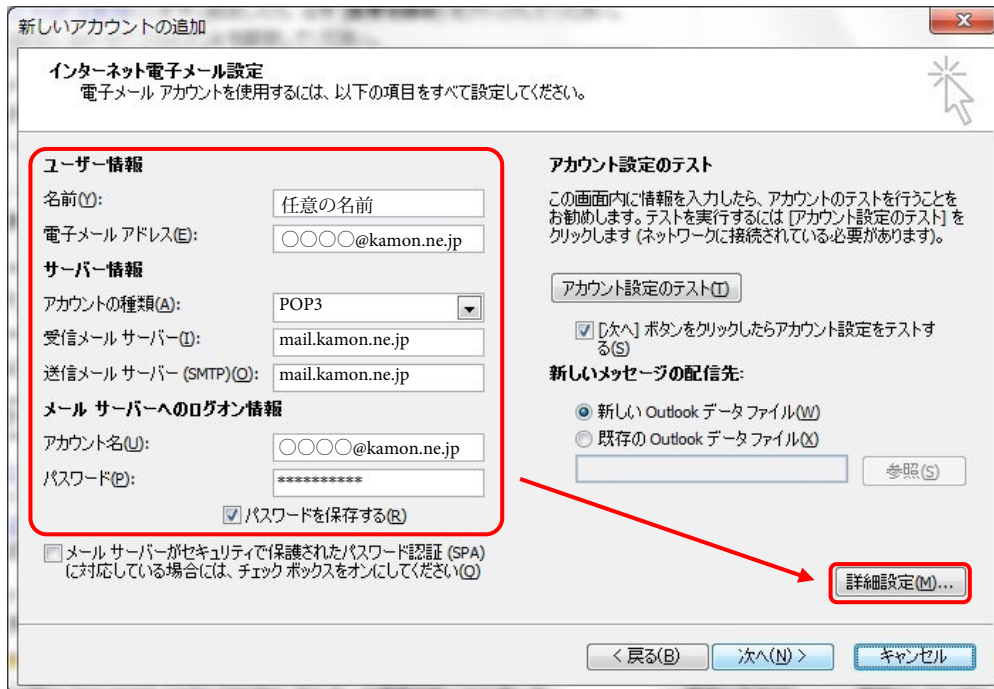 新しいアカウントの追加
インターネット電子メール設定
電子メール アカウントを使用するには、以下の項目をすべて設定してください。
ユーザー情報
名前(Y):
任意の名前
電子メール アドレス(E):
〇〇〇〇@kamon.ne.jp
サーバー情報
アカウントの種類(A):
POP3
受信メール サーバー(I):
mail.kamon.ne.jp
送信メール サーバー (SMTP)(O):
mail.kamon.ne.jp
メール サーバーへのログオン情報
アカウント名(U):
〇〇〇〇@kamon.ne.jp
パスワード(P):
**********
パスワードを保存する(R)
メール サーバーがセキュリティで保護されたパスワード認証 (SPA)
に対応している場合には、チェック ボックスをオンにしてください(Q)
アカウント設定のテスト
この画面内に情報を入力したら、アカウントのテストを行うことを
お勧めします。テストを実行するには [アカウント設定のテスト] を
クリックします (ネットワークに接続されている必要があります)。
アカウント設定のテスト(T)
[次へ] ボタンをクリックしたらアカウント設定をテストす
る(S)
新しいメッセージの配信先:
新しい Outlook データ ファイル(W)
既存の Outlook データ ファイル(X)
参照(S)
詳細設定(M)...
< 戻る(B)
次へ(N) >
キャンセル